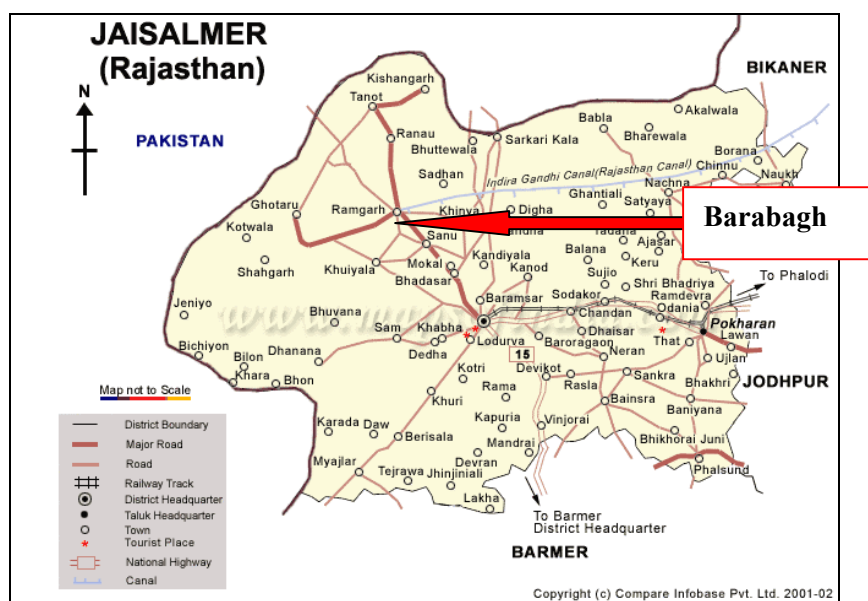 JAISALMER
(Rajasthan)
BIKANER
Kishangarh
N
Tanot
Akalwala
PAKISTAN
Babla
Ranau
Bharewala
Bhuttewala
Sarkari Kala
Borana
Indira Gandhi Canal(Rajasthan Canal)
Chinnu
Sadhan
Naukh
Nachna
Ghantiali
Ghotaru
Ramgarh
Khinya
Digha
Satyaya
Barabagh
Kotwala
Sanu
Ajasar
Balana
Keru
Shahgarh
Khuiyala
Mokal
Kandiyala
Kanod
Sujio
To Phalodi
Bhadasar
Shri Bhadriya
Baramsar
Sodakor
Ramdevra
Jeniyo
Odania
Bhuvana
Chandan
Pokharan
Sam
Khabha
Dhaisar
Lawan
Dedha
Lodurva
Baroragaon
That
Bichiyon
Bilon
Dhanana
15
Neran
Ujlan
Kotri
Devikot
Sankra
Khara
Bhon
Rasla
Bhakhri
JODHPUR
Map not to Scale
Khuri
Rama
Bainsra
Baniyana
District Boundary
Karada
Daw
Kapuria
Vinjorai
Major Road
Berisala
Mandrai
Bhikhorai Juni
Road
Myajlar
Devran
Phalsund
Railway Track
Tejrawa
Jhinjiniali
District Headquarter
Lakha
Taluk Headquarter
To Barmer
District Headquarter
Town
Tourist Place
BARMER
National Highway
Canal
Copyright (c) Compare Infobase Pvt. Ltd. 2001-02